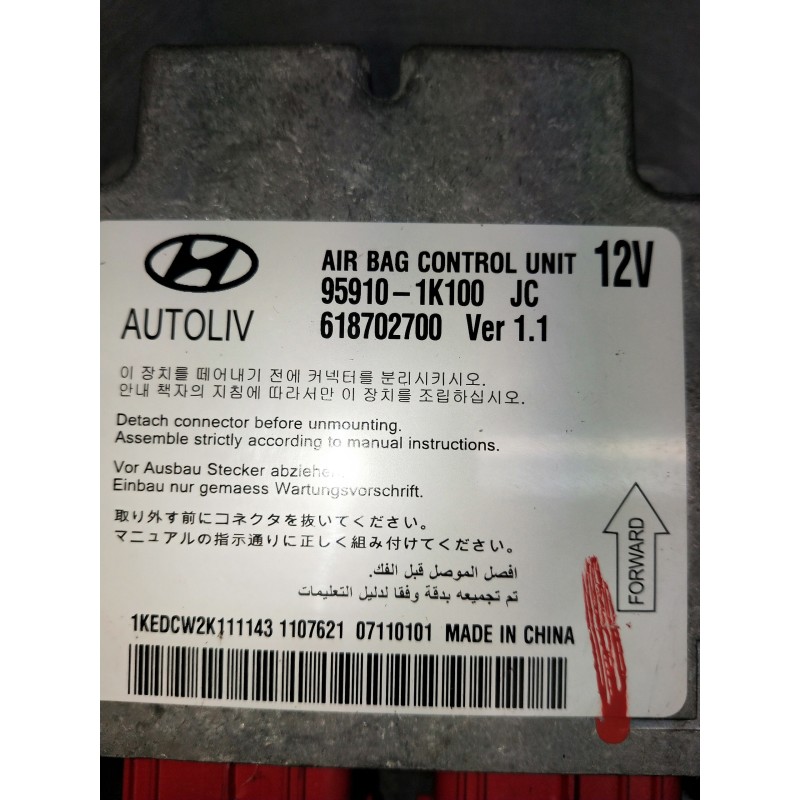 AIR BAG CONTROL UNIT 12V
95910-1K100 JC
AUTOLIV 618702700 Ver 1.1
이 장치를 떼어내기 전에 커넥터를 분리시키시오.
안내 책자의 지침에 따라서만 이 장치를 조립하십시오.
Detach connector before unmounting.
Assemble strictly according to manual instructions.
Vor Ausbau Stecker abziehen.
Einbau nur gemaess Wartungsvorschrift.
取り外す前にコネクタを抜いてください。
マニュアルの指示通りに正しく組み付けてください。
افصل الموصل قبل الفك.
تم تجميعه بدقة وفقا لدليل التعليمات
FORWARD
1KEDCW2K111143 1107621 07110101 MADE IN CHINA